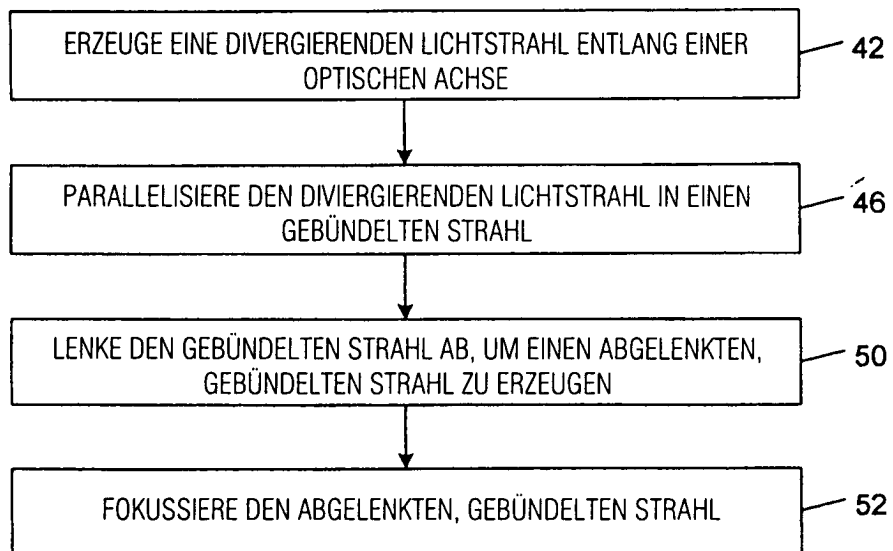 ERZEUGE EINE DIVERGIERENDEN LICHTSTRAHL ENTLANG EINER
OPTISCHEN ACHSE
42
PARALLELISIERE DEN DIVIERGIERENDEN LICHTSTRAHL IN EINEN
GEBÜNDELTEN STRAHL
46
LENKE DEN GEBÜNDELTEN STRAHL AB, UM EINEN ABGELENKTEN,
GEBÜNDELTEN STRAHL ZU ERZEUGEN
50
FOKUSSIERE DEN ABGELENKTEN, GEBÜNDELTEN STRAHL
52